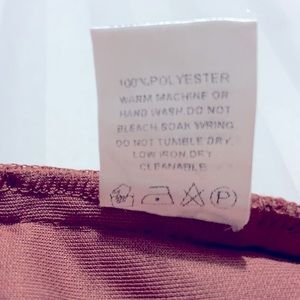 100% POLYESTER
WARM MACHINE OR
HAND WASH DO NOT
BLEACH SOAK WRING
DO NOT TUMBLE DRY,
LOW IRON DRY
CLEANABLE
P